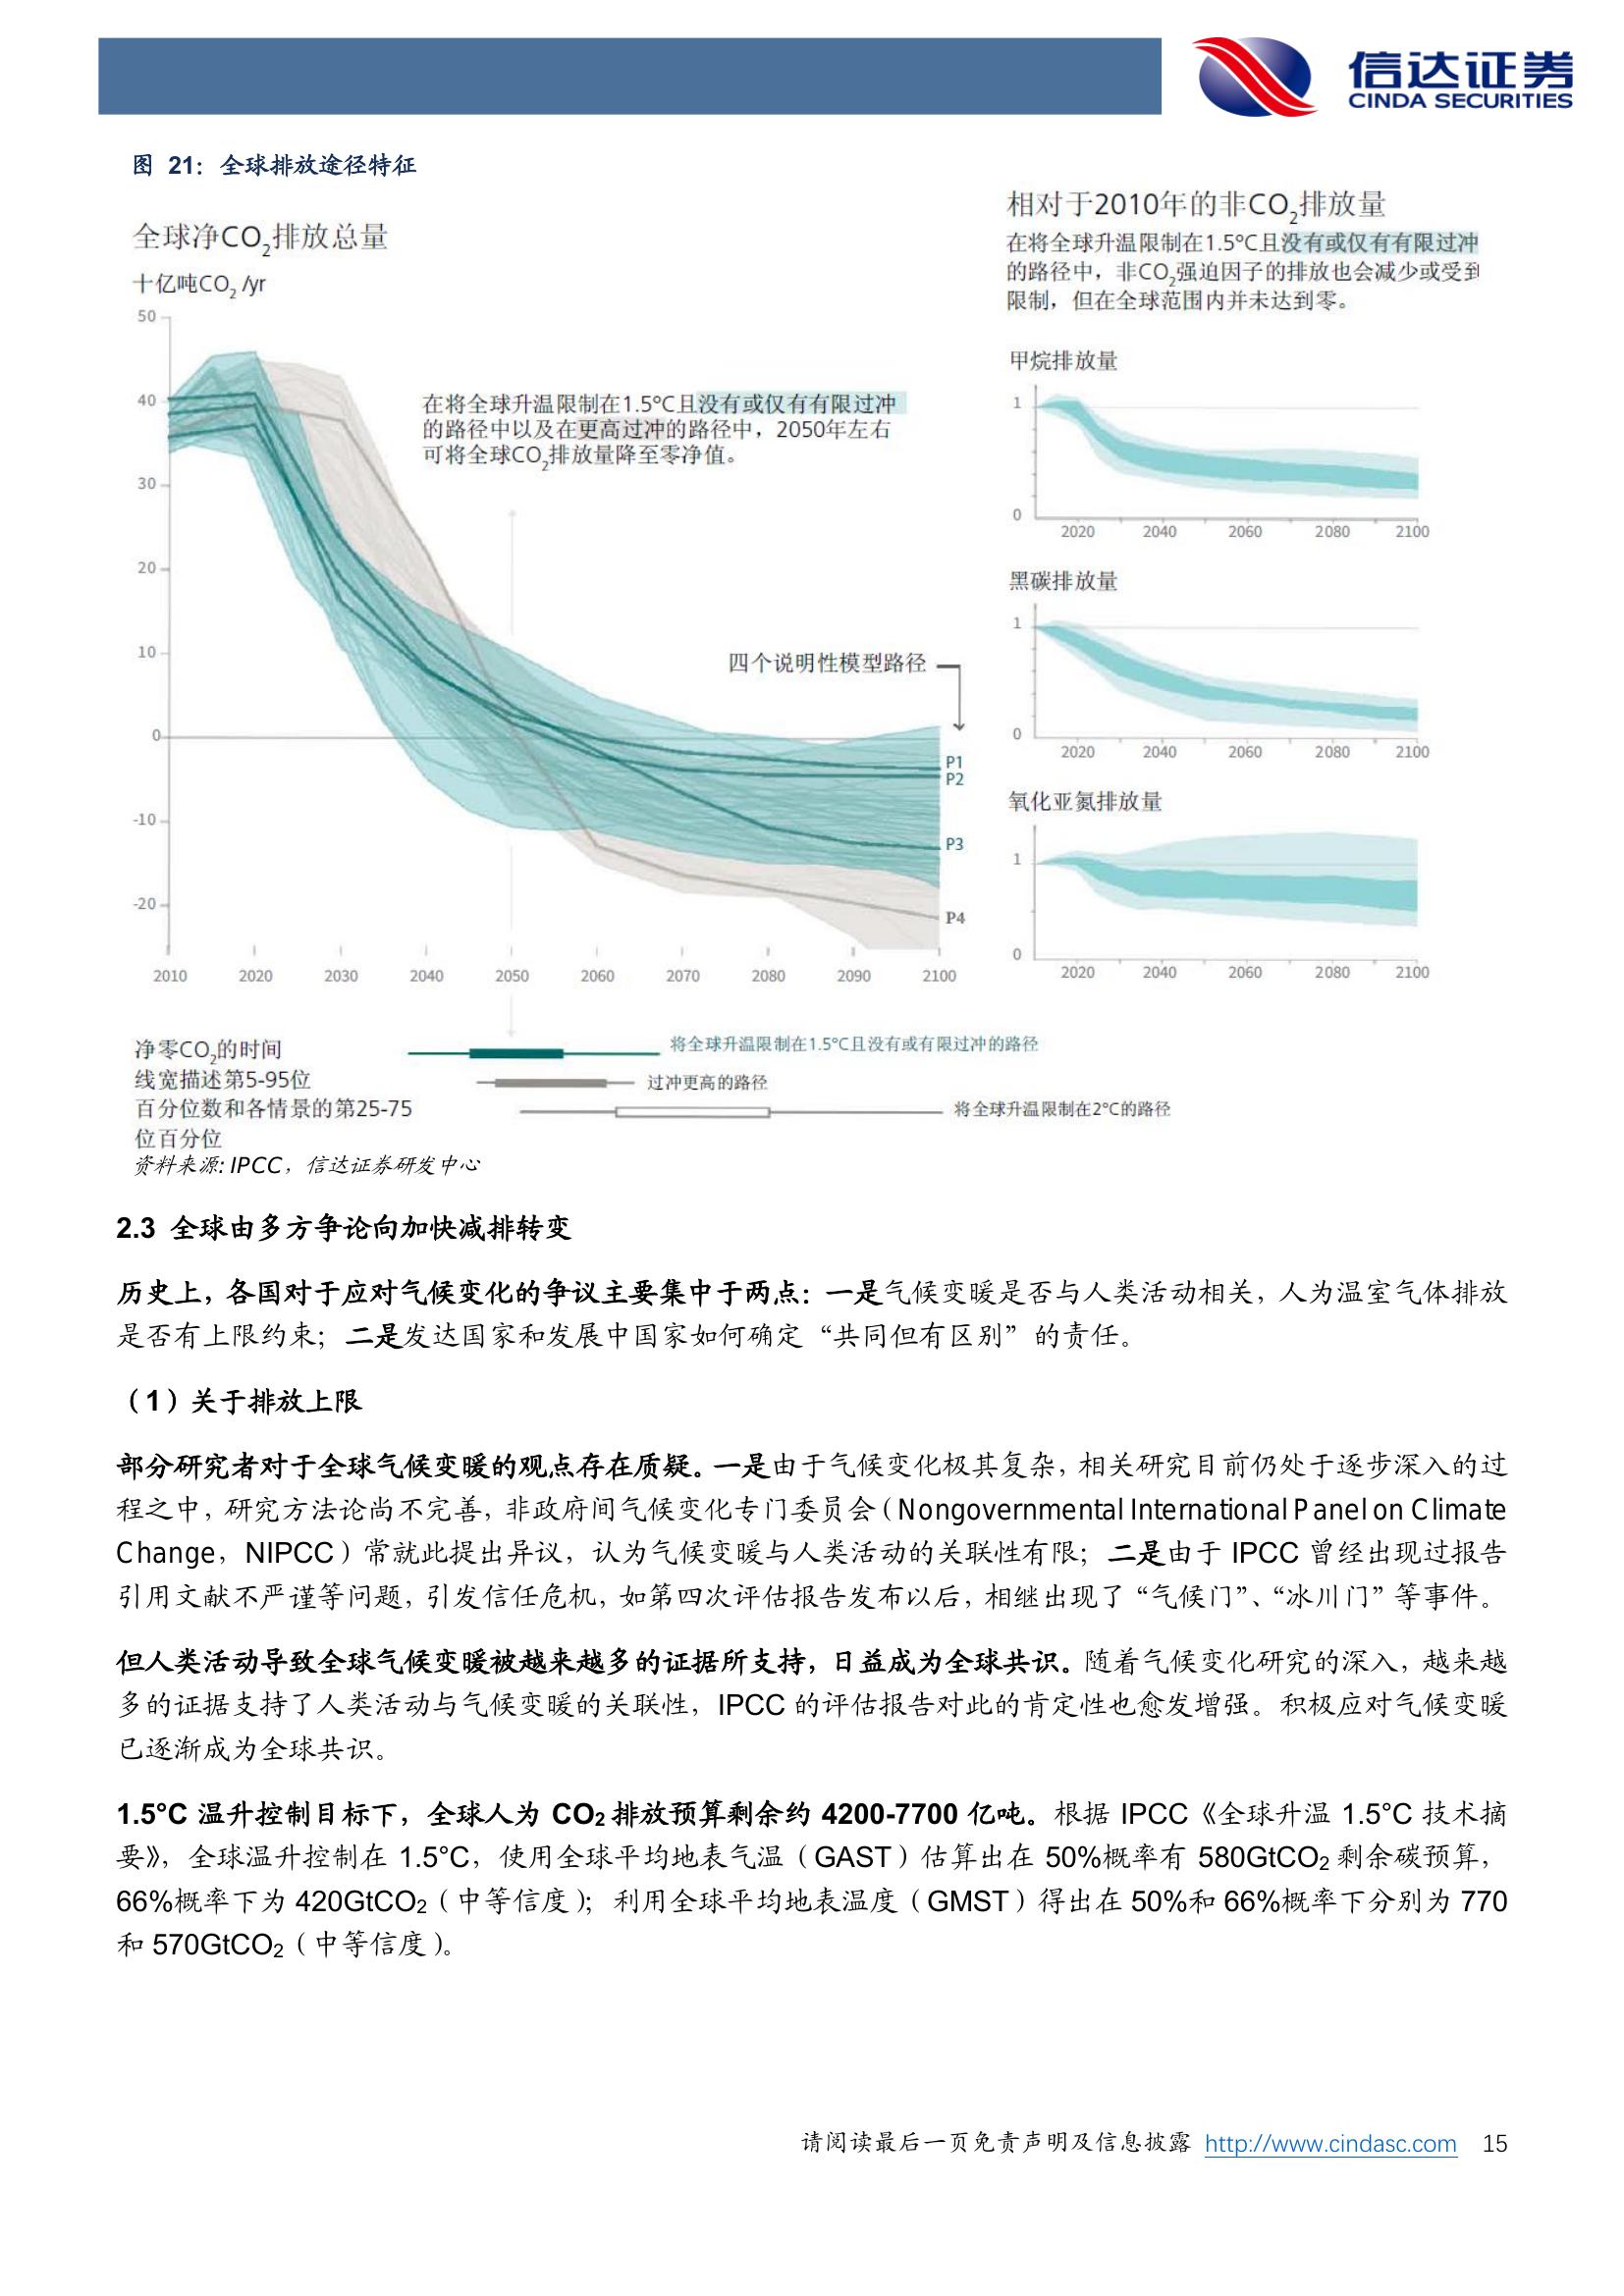 信达证券
CINDA SECURITIES
图 21：全球排放途径特征
全球净CO₂排放总量
十亿吨CO₂ /yr
50
40
30
20
10
0
-10
-20
在将全球升温限制在1.5°C且没有或仅有有限过冲
的路径中以及在更高过冲的路径中，2050年左右
可将全球CO₂排放量降至零净值。
四个说明性模型路径
P1
P2
P3
P4
2010 2020 2030 2040 2050 2060 2070 2080 2090 2100
相对于2010年的非CO₂排放量
在将全球升温限制在1.5°C且没有或仅有有限过冲
的路径中，非CO₂强迫因子的排放也会减少或受到
限制，但在全球范围内并未达到零。
甲烷排放量
1
0
2020 2040 2060 2080 2100
黑碳排放量
1
0
2020 2040 2060 2080 2100
氧化亚氮排放量
1
0
2020 2040 2060 2080 2100
净零CO₂的时间
线宽描述第5-95位
百分位数和各情景的第25-75
位百分位
将全球升温限制在1.5°C且没有或有限过冲的路径
过冲更高的路径
将全球升温限制在2°C的路径
资料来源: IPCC，信达证券研发中心
2.3 全球由多方争论向加快减排转变
历史上，各国对于应对气候变化的争议主要集中于两点：一是气候变暖是否与人类活动相关，人为温室气体排放
是否有上限约束；二是发达国家和发展中国家如何确定“共同但有区别”的责任。
（1）关于排放上限
部分研究者对于全球气候变暖的观点存在质疑。一是由于气候变化极其复杂，相关研究目前仍处于逐步深入的过
程之中，研究方法论尚不完善，非政府间气候变化专门委员会（Nongovernmental International Panel on Climate
Change，NIPCC）常就此提出异议，认为气候变暖与人类活动的关联性有限；二是由于 IPCC 曾经出现过报告
引用文献不严谨等问题，引发信任危机，如第四次评估报告发布以后，相继出现了“气候门”、“冰川门”等事件。
但人类活动导致全球气候变暖被越来越多的证据所支持，日益成为全球共识。随着气候变化研究的深入，越来越
多的证据支持了人类活动与气候变暖的关联性，IPCC 的评估报告对此的肯定性也愈发增强。积极应对气候变暖
已逐渐成为全球共识。
1.5°C 温升控制目标下，全球人为 CO₂ 排放预算剩余约 4200-7700 亿吨。根据 IPCC《全球升温 1.5°C 技术摘
要》，全球温升控制在 1.5°C，使用全球平均地表气温（GAST）估算出在 50%概率有 580GtCO₂ 剩余碳预算，
66%概率下为 420GtCO₂（中等信度）；利用全球平均地表温度（GMST）得出在 50%和 66%概率下分别为 770
和 570GtCO₂（中等信度）。
请阅读最后一页免责声明及信息披露 http://www.cindasc.com 15